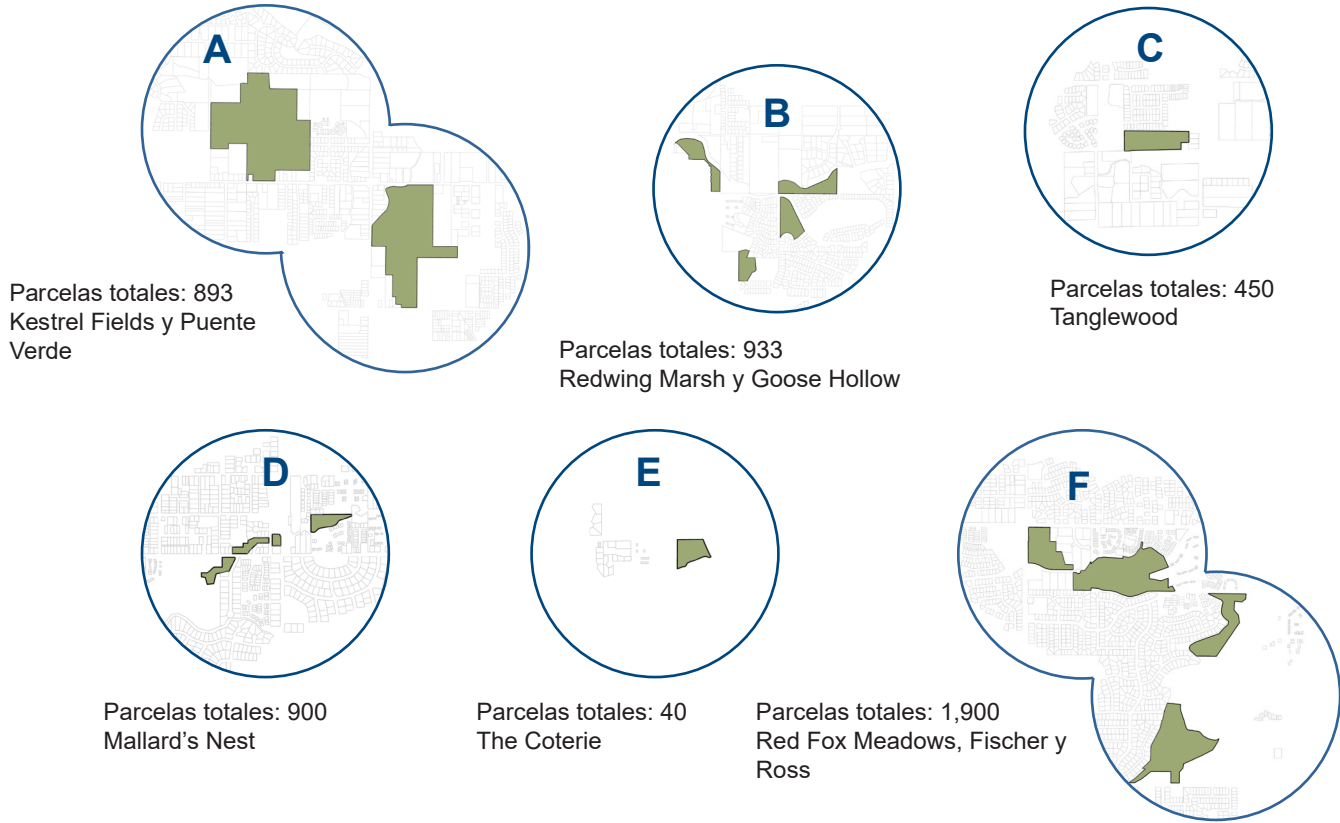 A
Parcelas totales: 893
Kestrel Fields y Puente
Verde
B
Parcelas totales: 933
Redwing Marsh y Goose Hollow
C
Parcelas totales: 450
Tanglewood
D
Parcelas totales: 900
Mallard’s Nest
E
Parcelas totales: 40
The Coterie
F
Parcelas totales: 1,900
Red Fox Meadows, Fischer y
Ross